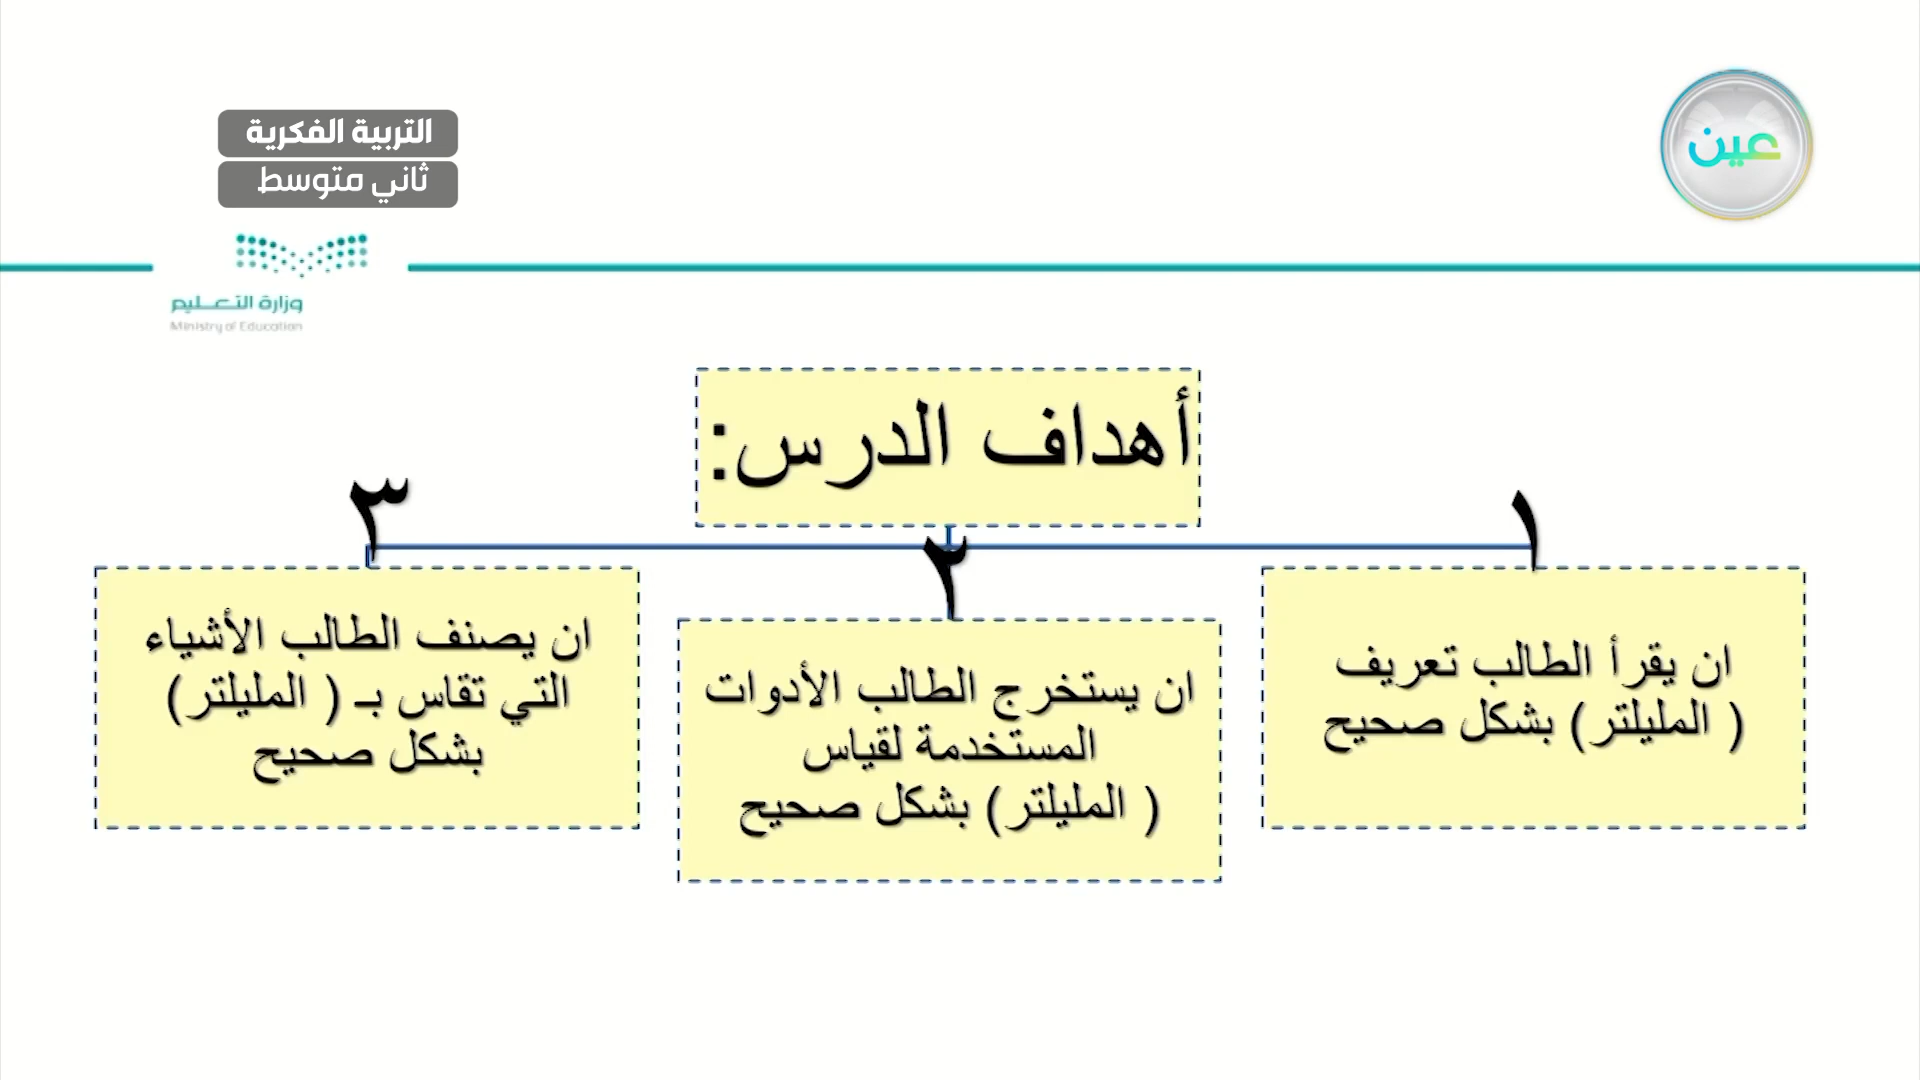 عين
التربية الفكرية
ثاني متوسط
وزارة التعليم
Ministry of Education
أهداف الدرس:
١
ان يقرأ الطالب تعريف
( المليلتر) بشكل صحيح
٢
ان يستخرج الطالب الأدوات
المستخدمة لقياس
( المليلتر) بشكل صحيح
٣
ان يصنف الطالب الأشياء
التي تقاس بـ ( المليلتر)
بشكل صحيح